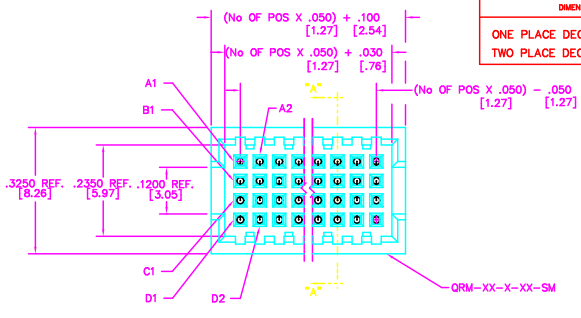 (No OF POS X .050) + .100
[1.27] [2.54]
DIMEN
ONE PLACE DEC
TWO PLACE DEC
(No OF POS X .050) + .030
[1.27] [.76]
(No OF POS X .050) - .050
[1.27] [1.27]
"A"
A1
B1
A2
.3250 REF.
[8.26]
.2350 REF.
[5.97]
.1200 REF.
[3.05]
C1
D1
D2
"A"
QRM-XX-X-XX-SM